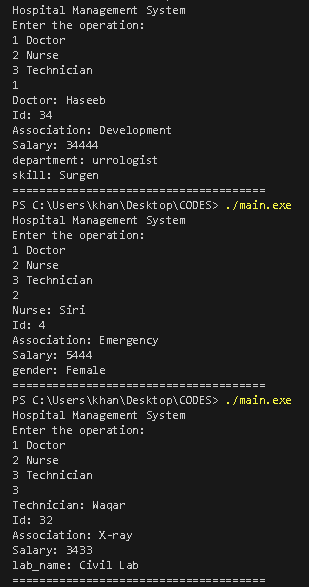 Hospital Management System
Enter the operation:
1 Doctor
2 Nurse
3 Technician
1
Doctor: Haseeb
Id: 34
Association: Development
Salary: 34444
department: urrologist
skill: Surgen
======================================
PS C:\Users\khan\Desktop\CODES> ./main.exe
Hospital Management System
Enter the operation:
1 Doctor
2 Nurse
3 Technician
2
Nurse: Siri
Id: 4
Association: Emergency
Salary: 5444
gender: Female
======================================
PS C:\Users\khan\Desktop\CODES> ./main.exe
Hospital Management System
Enter the operation:
1 Doctor
2 Nurse
3 Technician
3
Technician: Waqar
Id: 32
Association: X-ray
Salary: 3433
lab_name: Civil Lab
======================================